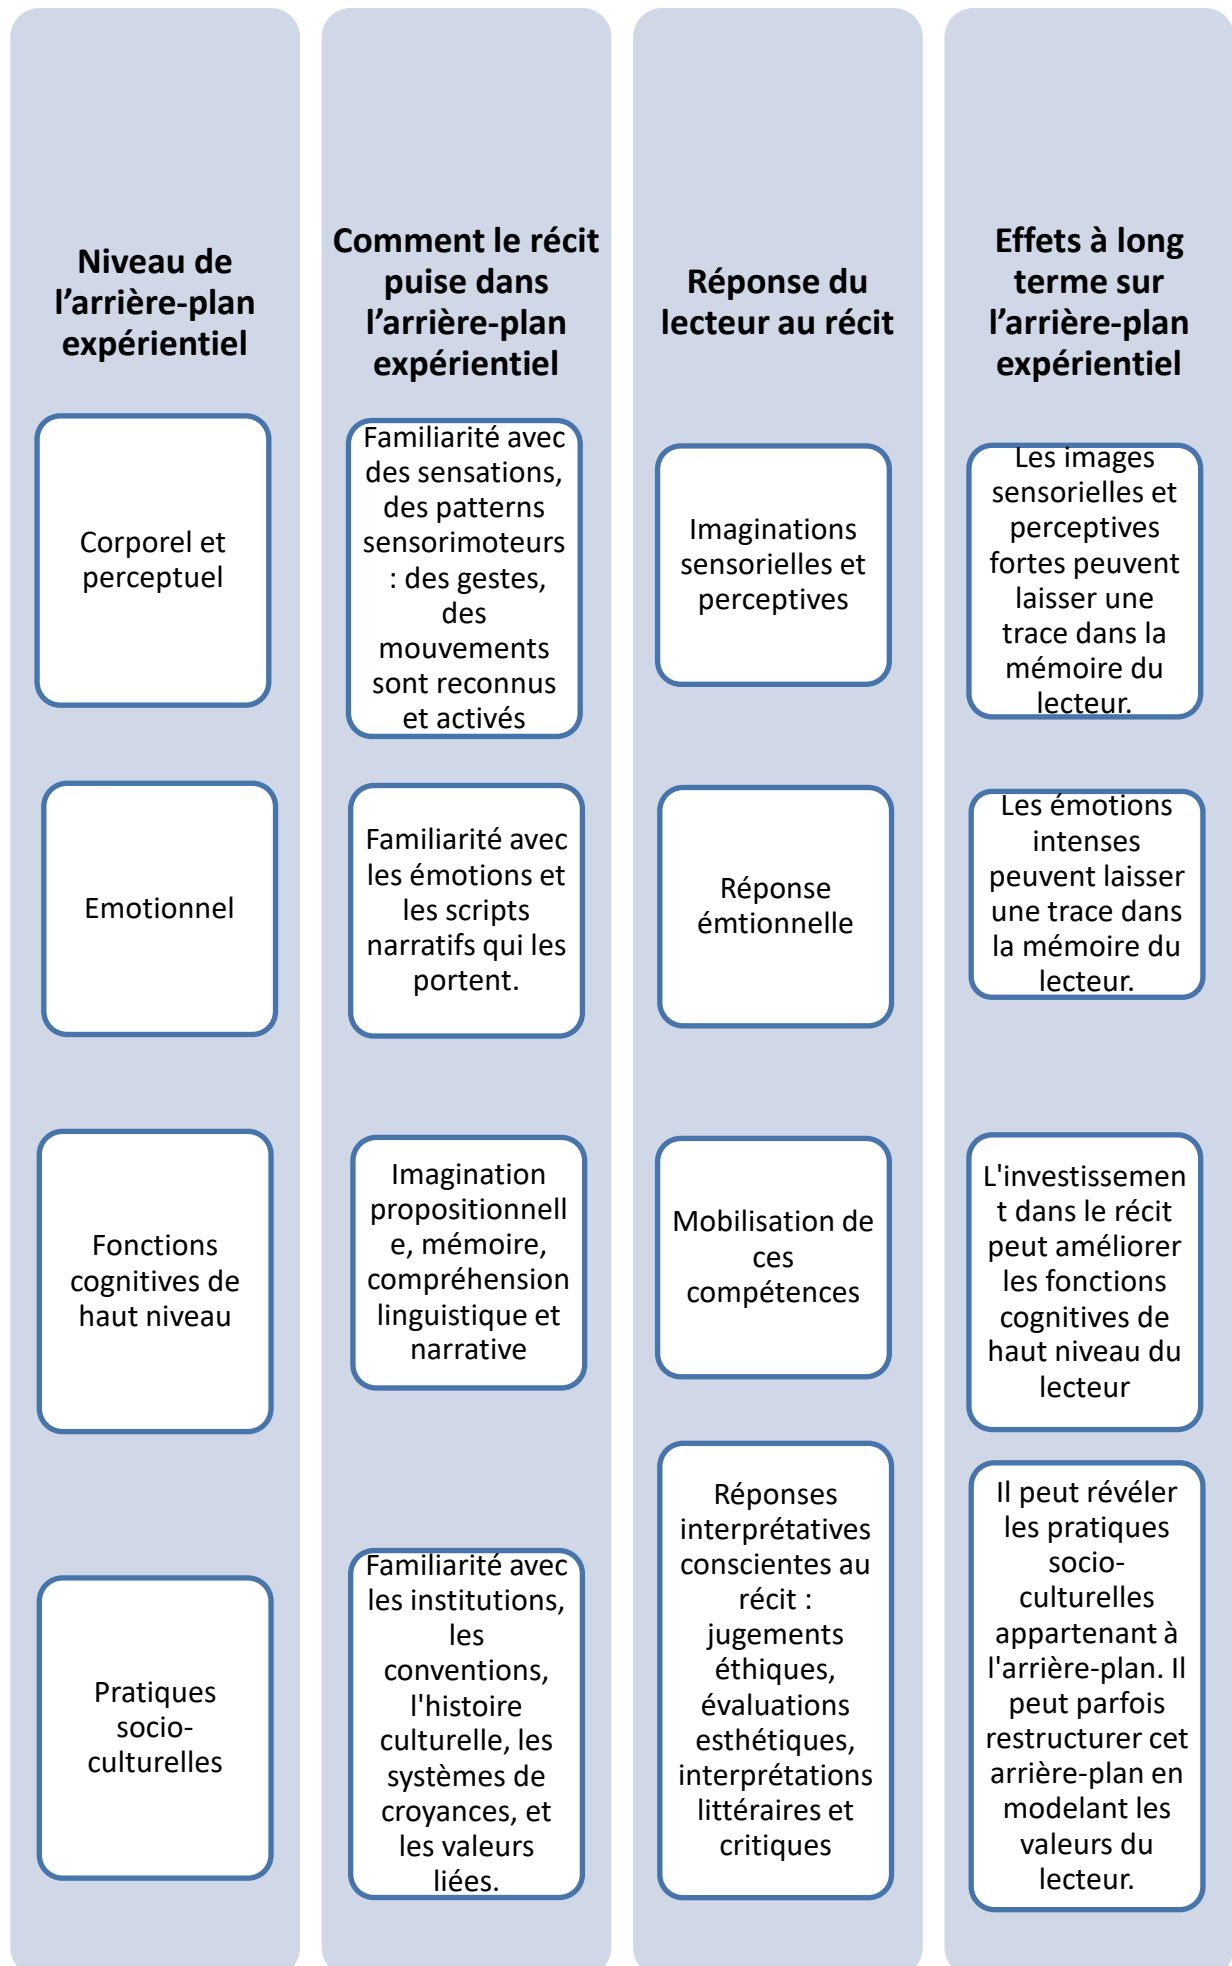 Niveau de
l’arrière-plan
expérientiel
Corporel et
perceptuel
Emotionnel
Fonctions
cognitives de
haut niveau
Pratiques
socio-
culturelles
Comment le récit
puise dans
l’arrière-plan
expérientiel
Familiarité avec
des sensations,
des patterns
sensorimoteurs
: des gestes,
des
mouvements
sont reconnus
et activés
Familiarité avec
les émotions et
les scripts
narratifs qui les
portent.
Imagination
propositionnell
e, mémoire,
compréhension
linguistique et
narrative
Familiarité avec
les institutions,
les
conventions,
l'histoire
culturelle, les
systèmes de
croyances, et
les valeurs
liées.
Réponse du
lecteur au récit
Imaginations
sensorielles et
perceptives
Réponse
émtionnelle
Mobilisation de
ces
compétences
Réponses
interprétatives
conscientes au
récit :
jugements
éthiques,
évaluations
esthétiques,
interprétations
littéraires et
critiques
Effets à long
terme sur
l’arrière-plan
expérientiel
Les images
sensorielles et
perceptives
fortes peuvent
laisser une
trace dans la
mémoire du
lecteur.
Les émotions
intenses
peuvent laisser
une trace dans
la mémoire du
lecteur.
L'investissemen
t dans le récit
peut améliorer
les fonctions
cognitives de
haut niveau du
lecteur
Il peut révéler
les pratiques
socio-
culturelles
appartenant à
l'arrière-plan. Il
peut parfois
restructurer cet
arrière-plan en
modelant les
valeurs du
lecteur.